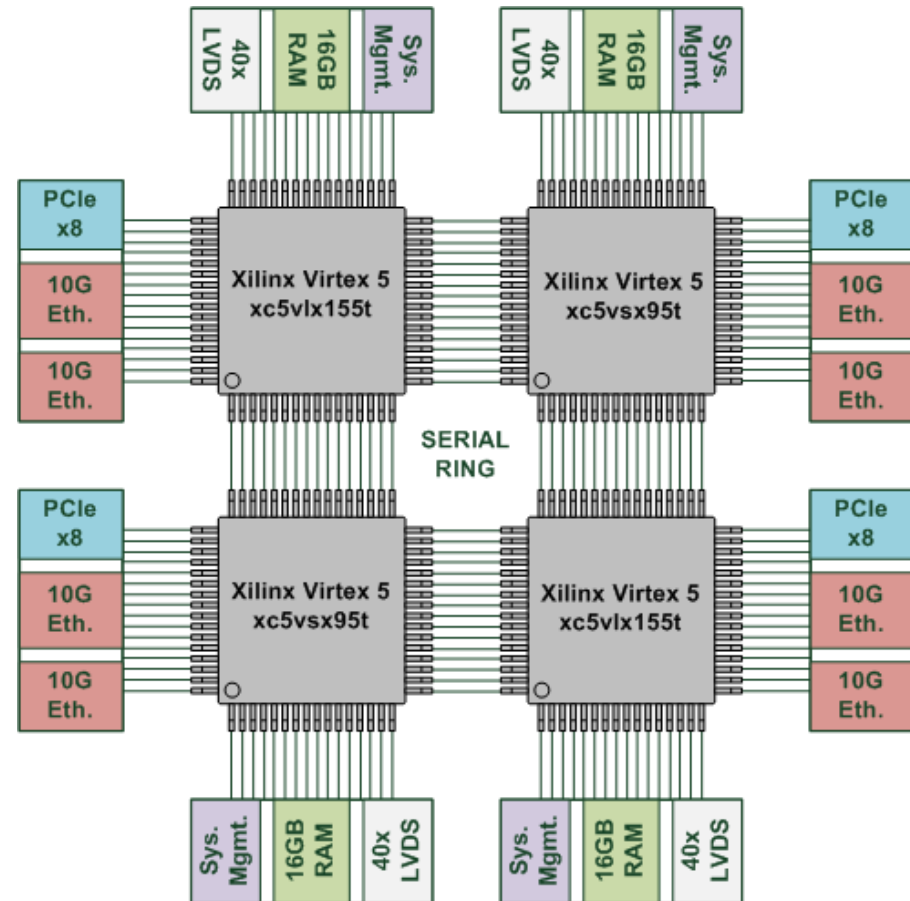 40x
LVDS
16GB
RAM
Sys.
Mgmt.
40x
LVDS
16GB
RAM
Sys.
Mgmt.
PCIe
x8
10G
Eth.
10G
Eth.
Xilinx Virtex 5
xc5vlx155t
Xilinx Virtex 5
xc5vsx95t
PCIe
x8
10G
Eth.
10G
Eth.
SERIAL
RING
PCIe
x8
10G
Eth.
10G
Eth.
Xilinx Virtex 5
xc5vsx95t
Xilinx Virtex 5
xc5vlx155t
PCIe
x8
10G
Eth.
10G
Eth.
Sys.
Mgmt.
16GB
RAM
40x
LVDS
Sys.
Mgmt.
16GB
RAM
40x
LVDS